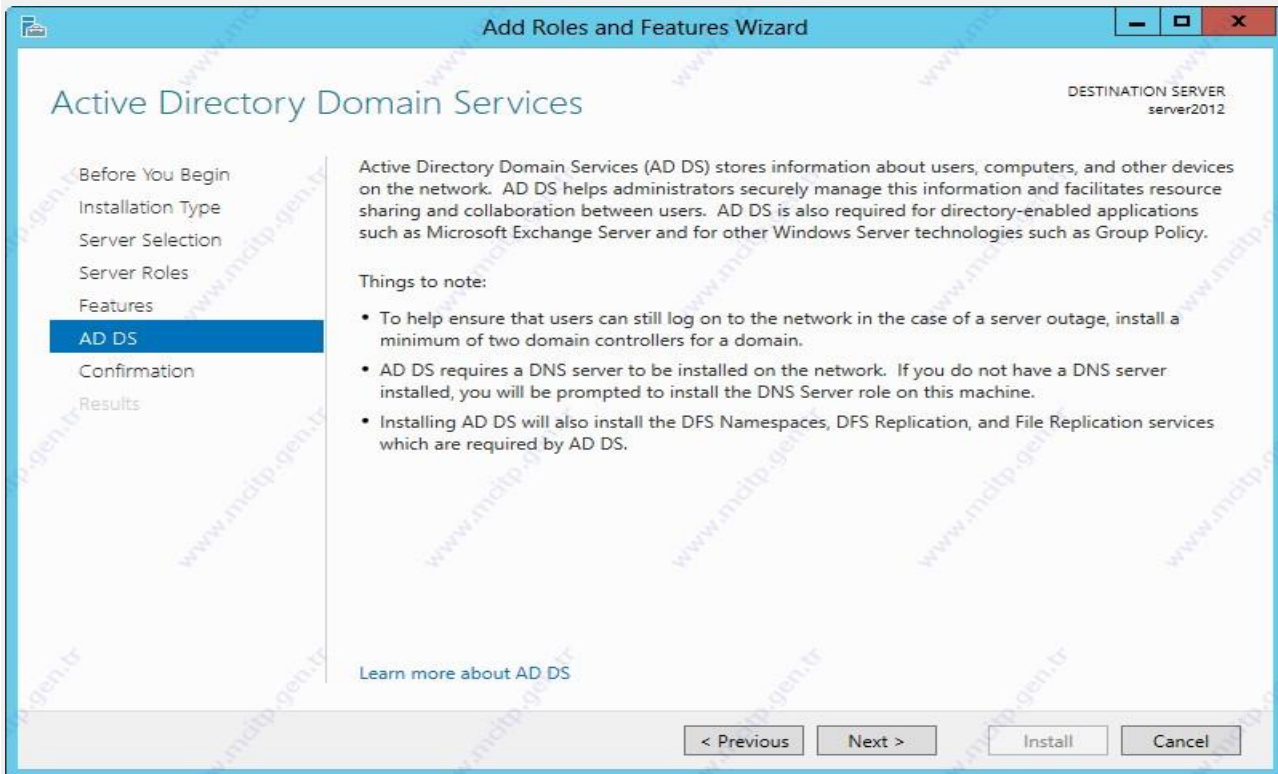 Add Roles and Features Wizard
Active Directory Domain Services
DESTINATION SERVER
server2012
Before You Begin
Installation Type
Server Selection
Server Roles
Features
AD DS
Confirmation
Results
Active Directory Domain Services (AD DS) stores information about users, computers, and other devices
on the network. AD DS helps administrators securely manage this information and facilitates resource
sharing and collaboration between users. AD DS is also required for directory-enabled applications
such as Microsoft Exchange Server and for other Windows Server technologies such as Group Policy.
Things to note:
• To help ensure that users can still log on to the network in the case of a server outage, install a
minimum of two domain controllers for a domain.
• AD DS requires a DNS server to be installed on the network. If you do not have a DNS server
installed, you will be prompted to install the DNS Server role on this machine.
• Installing AD DS will also install the DFS Namespaces, DFS Replication, and File Replication services
which are required by AD DS.
Learn more about AD DS
< Previous
Next >
Install
Cancel
www.mcitp.gen.tr